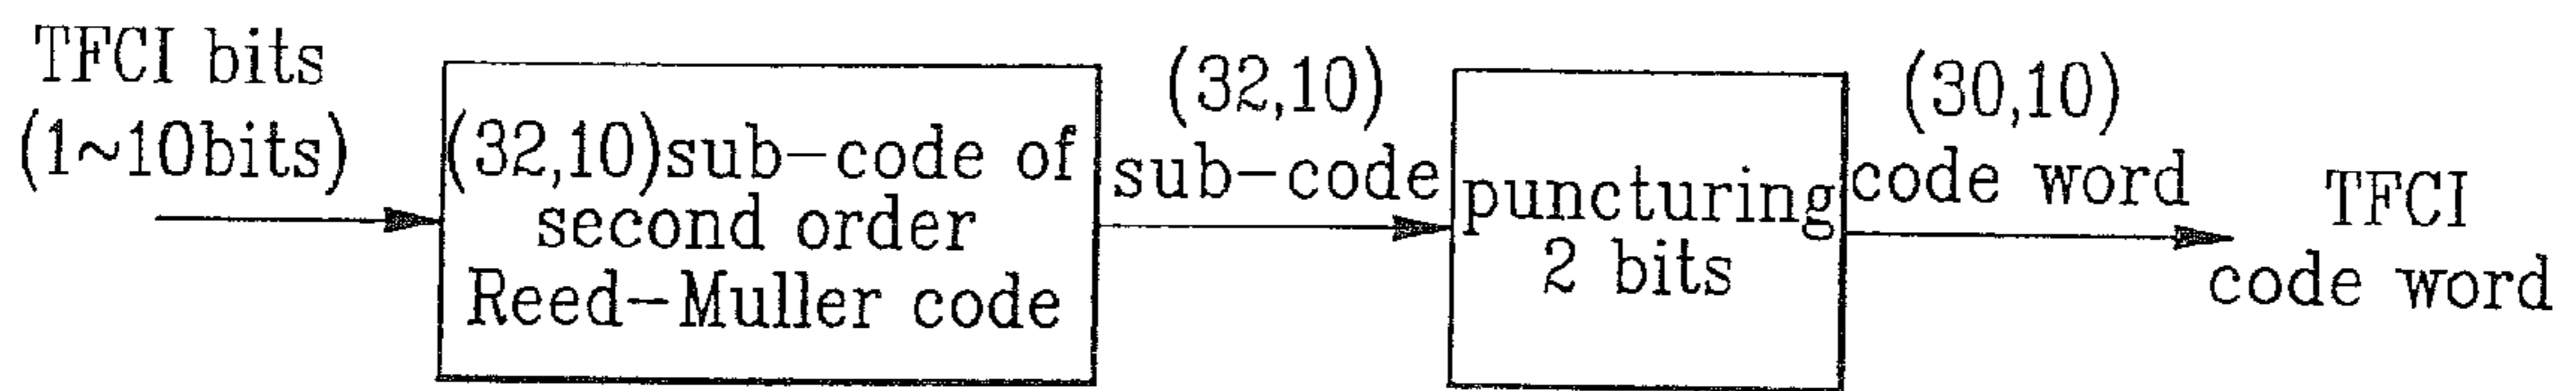 TFCI bits
(1~10bits)
(32,10)sub-code of
second order
Reed-Muller code
(32,10)
sub-code
puncturing
2 bits
(30,10)
code word
TFCI
code word